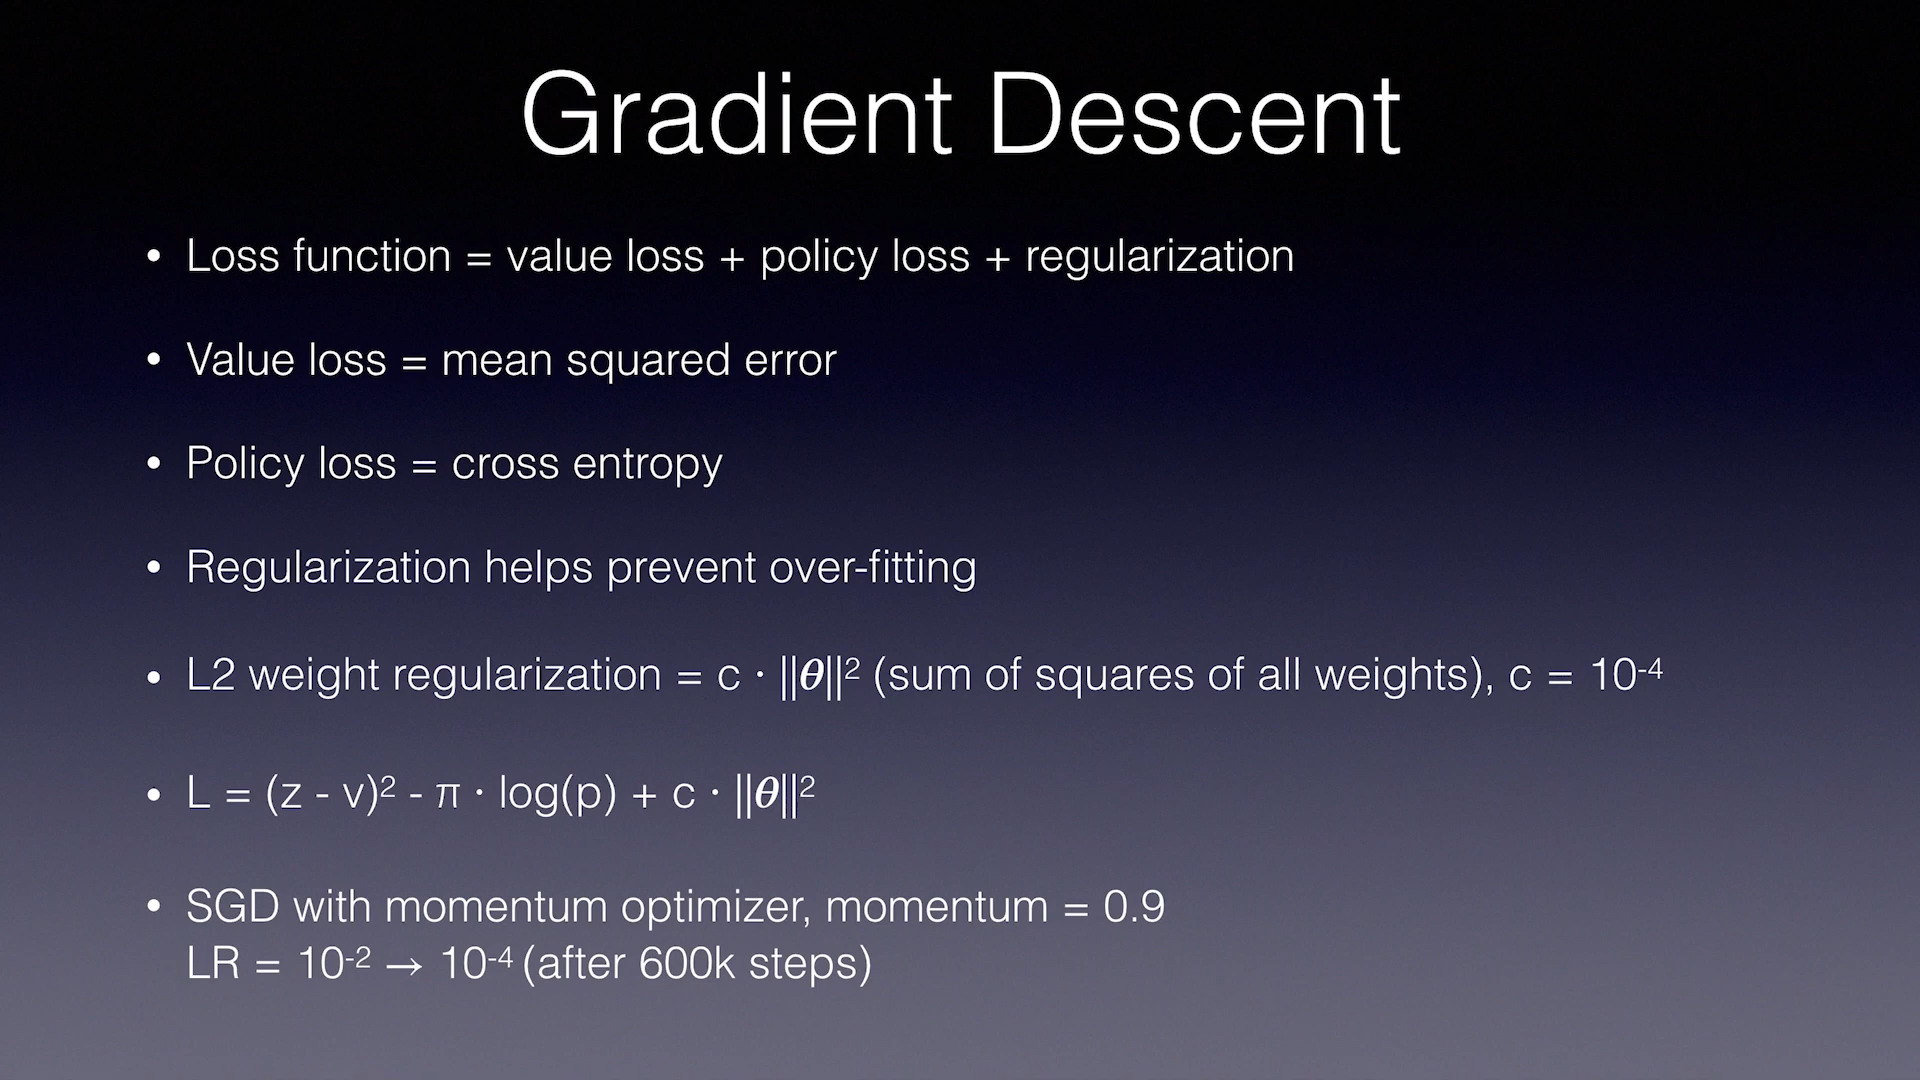 Gradient Descent
• Loss function = value loss + policy loss + regularization
• Value loss = mean squared error
• Policy loss = cross entropy
• Regularization helps prevent over-fitting
• L2 weight regularization = c · ||𝜽||² (sum of squares of all weights), c = 10⁻⁴
• L = (z - v)² - π · log(p) + c · ||𝜽||²
• SGD with momentum optimizer, momentum = 0.9
LR = 10⁻² → 10⁻⁴ (after 600k steps)